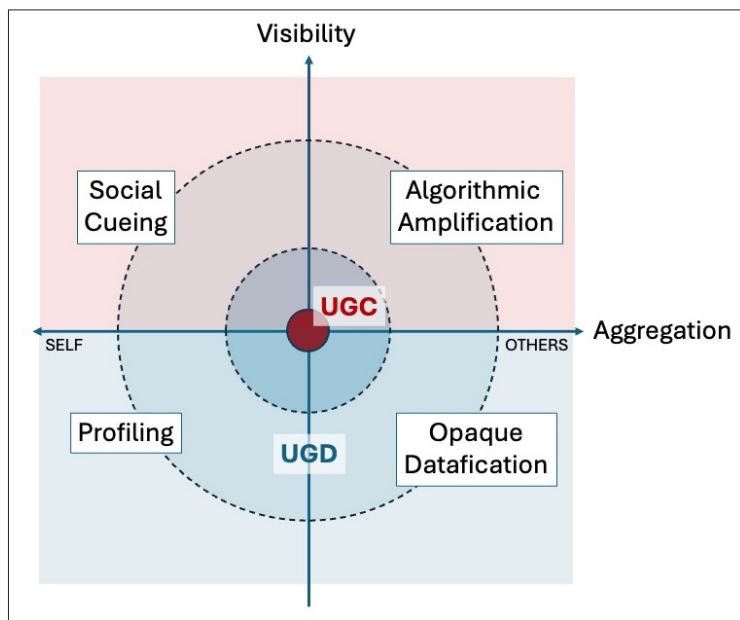 Visibility
Social
Cueing
Algorithmic
Amplification
UGC
Aggregation
SELF
OTHERS
Profiling
UGD
Opaque
Datafication